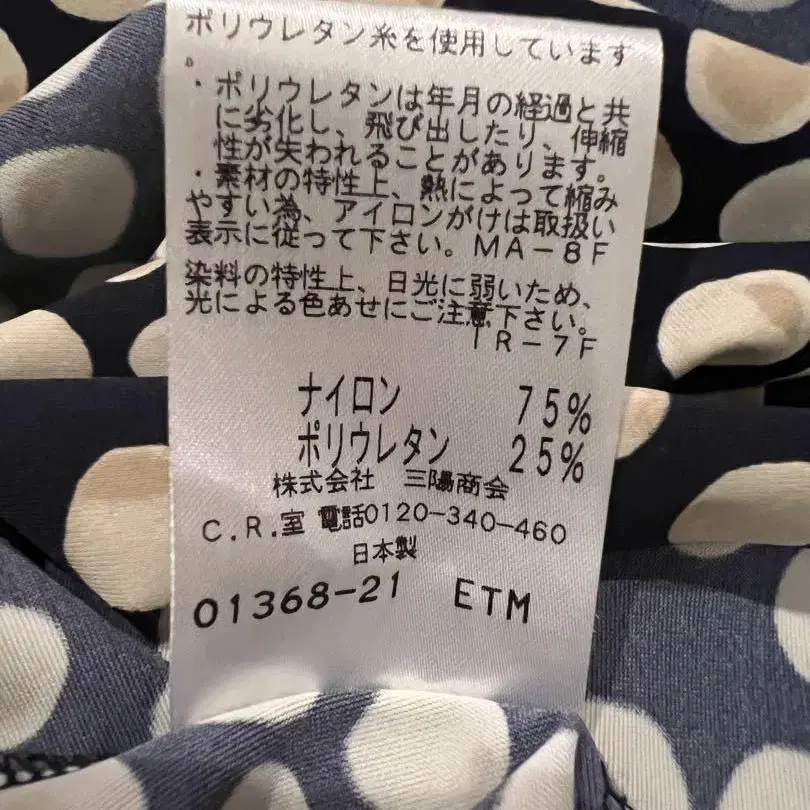 ポリウレタン糸を使用しています
。
・ポリウレタンは年月の経過と共
に劣化し、飛び出したり、伸縮
性が失われることがあります。
・素材の特性上、熱によって縮み
やすい為、アイロンがけは取扱い
表示に従って下さい。MA-8F
染料の特性上、日光に弱いため、
光による色あせにご注意下さい。
IR-7F
ナイロン 75%
ポリウレタン 25%
株式会社 三陽商会
C.R.室 電話0120-340-460
日本製
01368-21 ETM